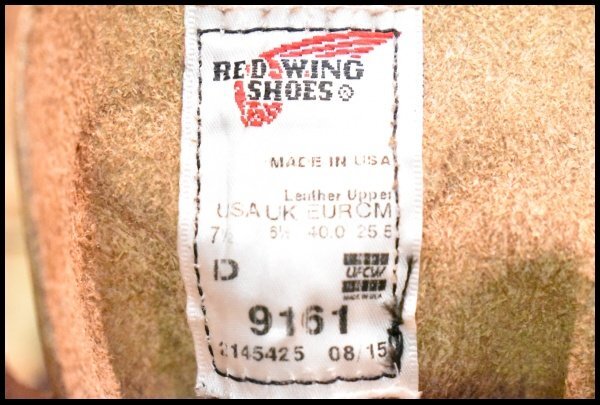 RED WING
SHOES ®
MADE IN USA
Leather Upper
USA UK EUR CM
7½ 6½ 40.0 25.5
D
UFCW
MADE IN U.S.A.
9161
2145425 08/15